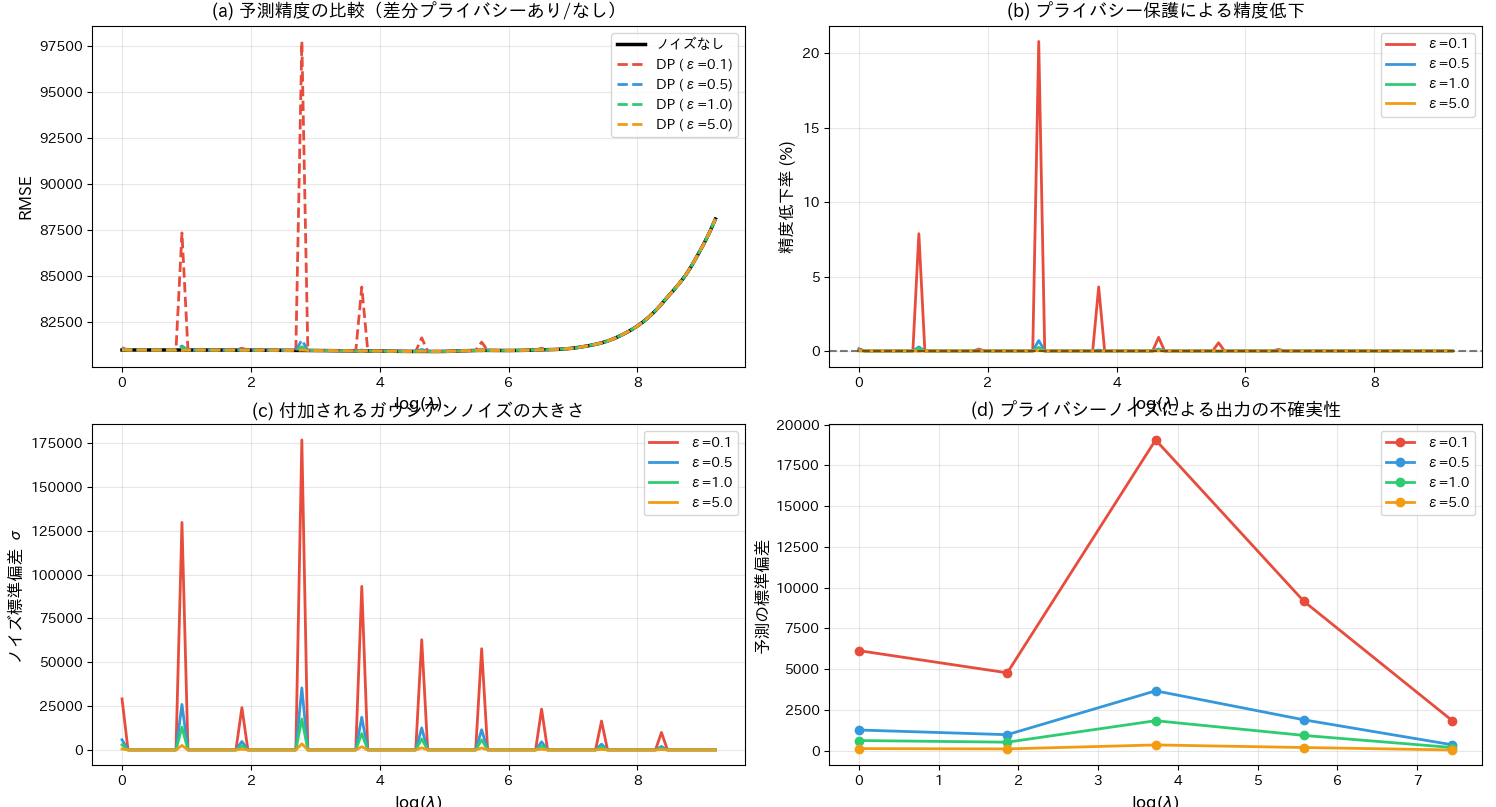 (a) 予測精度の比較（差分プライバシーあり/なし）
RMSE
97500
95000
92500
90000
87500
85000
82500
ノイズなし
DP (ε=0.1)
DP (ε=0.5)
DP (ε=1.0)
DP (ε=5.0)
0 2 4 6 8
log(λ)
(b) プライバシー保護による精度低下
精度低下率 (%)
20
15
10
5
0
ε=0.1
ε=0.5
ε=1.0
ε=5.0
0 2 4 6 8
log(λ)
(c) 付加されるガウシアンノイズの大きさ
ノイズ標準偏差 σ
175000
150000
125000
100000
75000
50000
25000
0
ε=0.1
ε=0.5
ε=1.0
ε=5.0
0 2 4 6 8
log(λ)
(d) プライバシーノイズによる出力の不確実性
予測の標準偏差
20000
17500
15000
12500
10000
7500
5000
2500
0
ε=0.1
ε=0.5
ε=1.0
ε=5.0
0 1 2 3 4 5 6 7
log(λ)